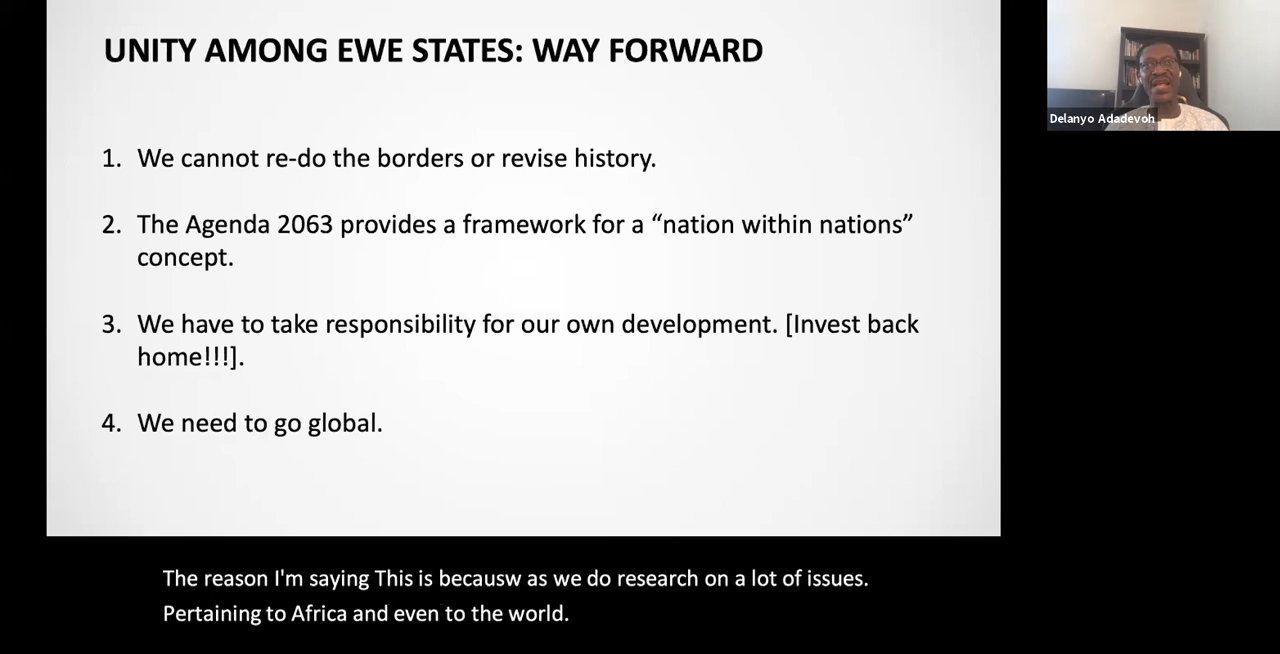 UNITY AMONG EWE STATES: WAY FORWARD
1. We cannot re-do the borders or revise history.
2. The Agenda 2063 provides a framework for a “nation within nations”
concept.
3. We have to take responsibility for our own development. [Invest back
home!!!].
4. We need to go global.
Delanyo Adadevoh
The reason I'm saying This is becausw as we do research on a lot of issues.
Pertaining to Africa and even to the world.